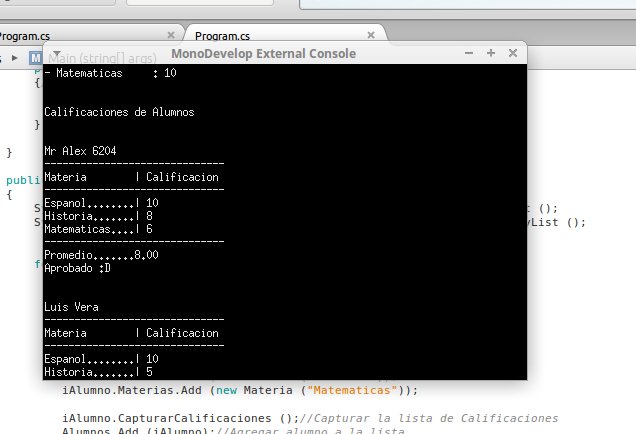 Program.cs
Program.cs
Main (string[] args)
MonoDevelop External Console
- Matematicas : 10
{
Calificaciones de Alumnos
}
Mr Alex 6204
}
------------------------------
Materia | Calificacion
publi
------------------------------
{
Espanol........| 10
S t ();
Historia.......| 8
S yList ();
Matematicas....| 6
------------------------------
Promedio.......8.00
f
Aprobado :D
Luis Vera
------------------------------
Materia | Calificacion
------------------------------
Espanol........| 10
Historia.......| 5
iAlumno.Materias.Add (new Materia ("Matematicas"));
iAlumno.CapturarCalificaciones ();//Capturar la lista de Calificaciones
Alumnos.Add (iAlumno);//Agregar alumno a la lista